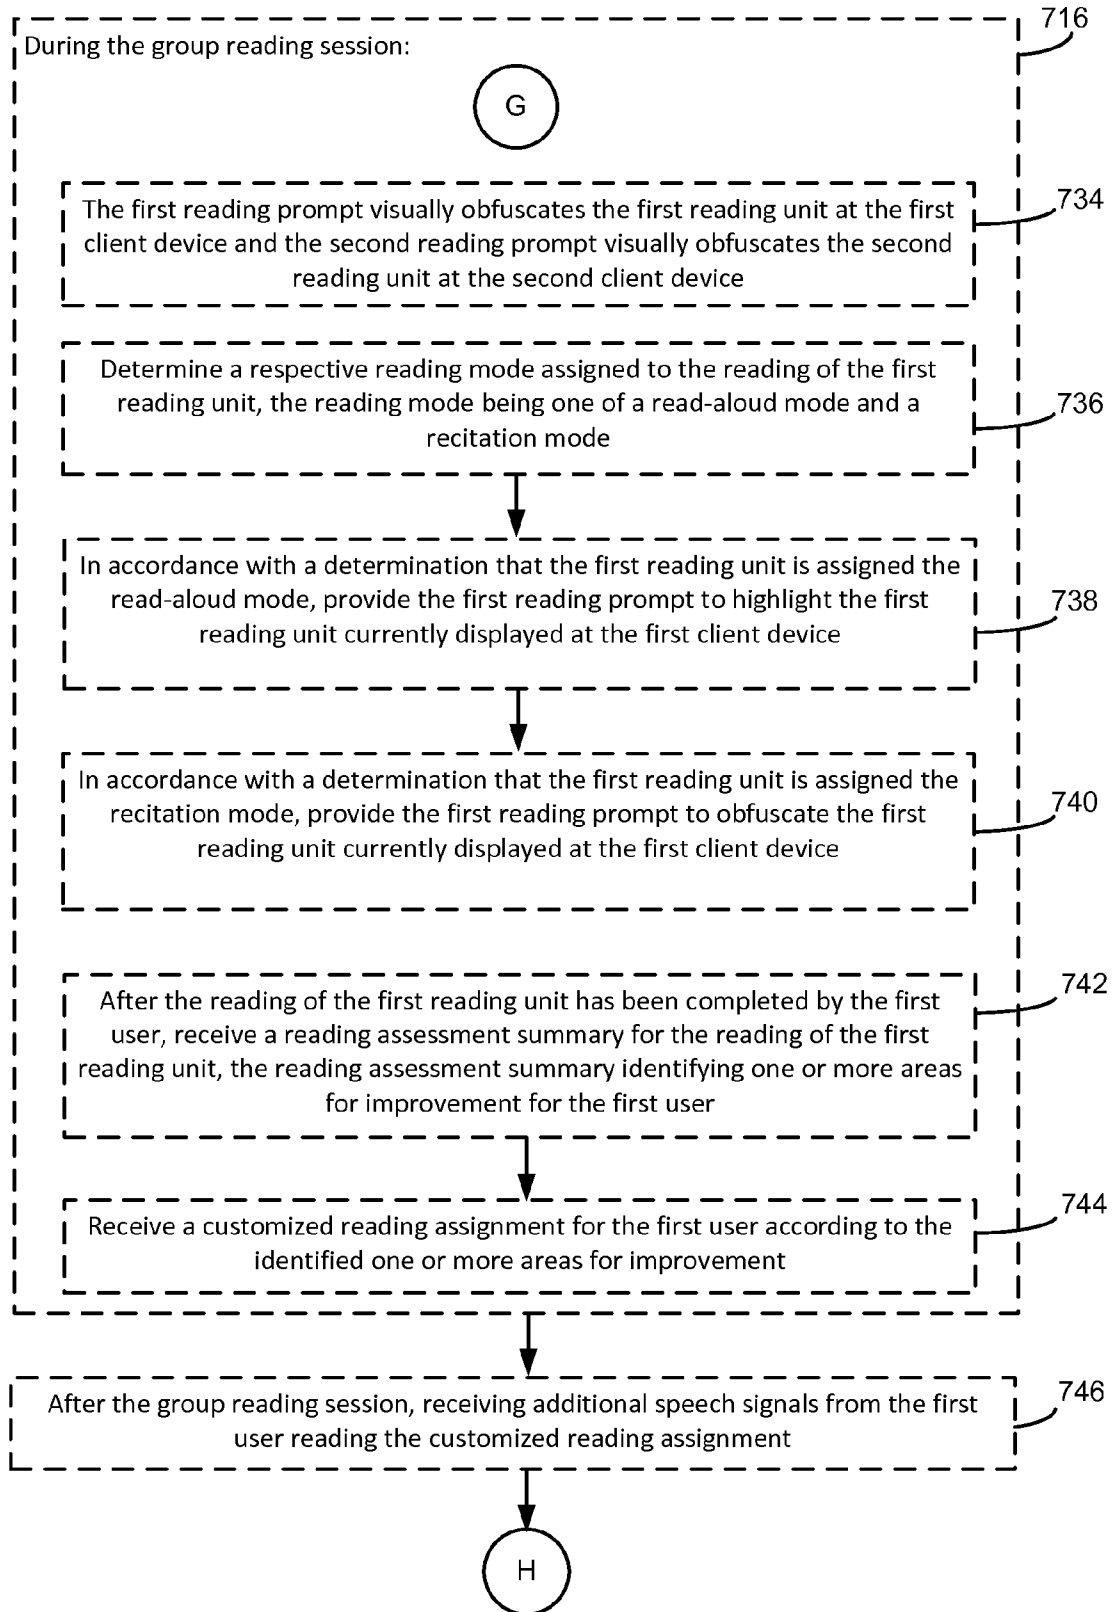 716
During the group reading session:
G
The first reading prompt visually obfuscates the first reading unit at the first
client device and the second reading prompt visually obfuscates the second
reading unit at the second client device
734
Determine a respective reading mode assigned to the reading of the first
reading unit, the reading mode being one of a read-aloud mode and a
recitation mode
736
In accordance with a determination that the first reading unit is assigned the
read-aloud mode, provide the first reading prompt to highlight the first
reading unit currently displayed at the first client device
738
In accordance with a determination that the first reading unit is assigned the
recitation mode, provide the first reading prompt to obfuscate the first
reading unit currently displayed at the first client device
740
After the reading of the first reading unit has been completed by the first
user, receive a reading assessment summary for the reading of the first
reading unit, the reading assessment summary identifying one or more areas
for improvement for the first user
742
Receive a customized reading assignment for the first user according to the
identified one or more areas for improvement
744
After the group reading session, receiving additional speech signals from the first
user reading the customized reading assignment
746
H